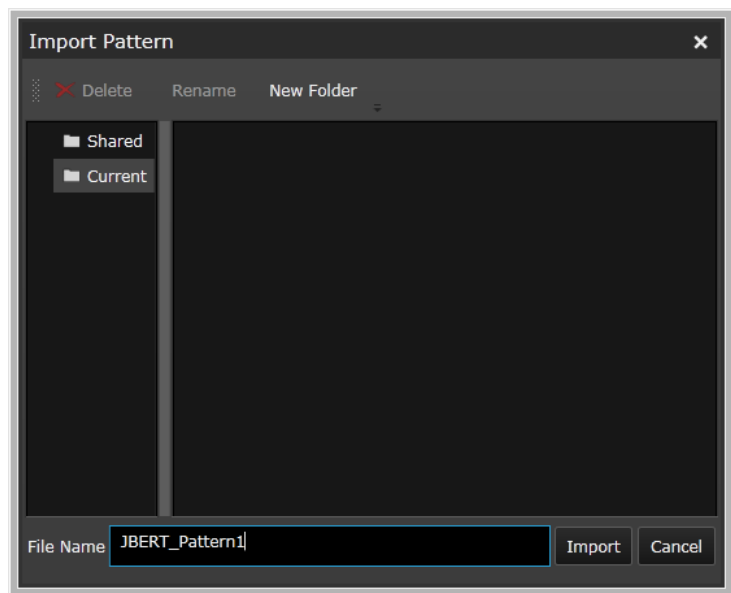 Import Pattern
Delete Rename New Folder
Shared
Current
File Name JBERT_Pattern1 Import Cancel